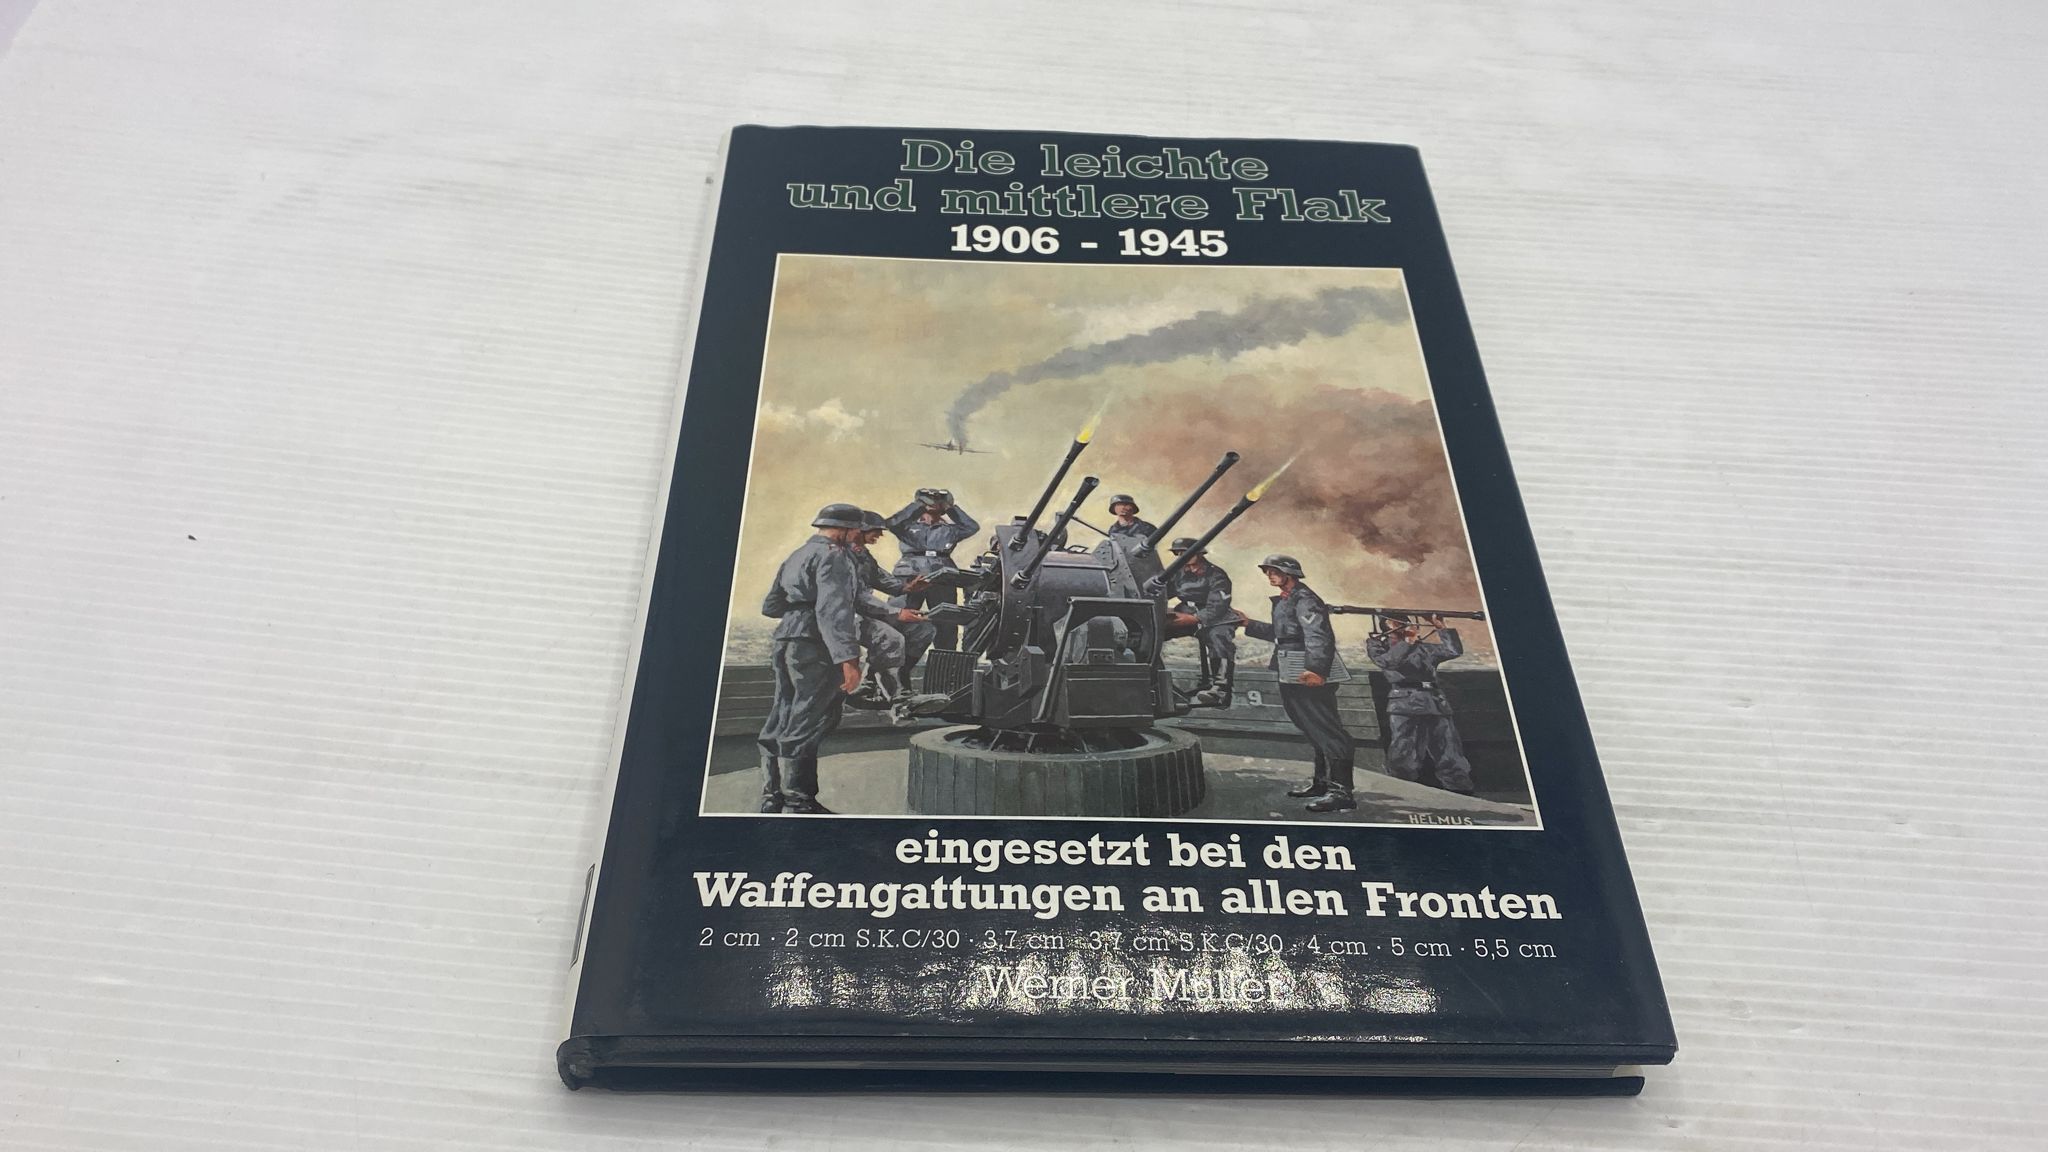 Die leichte
und mittlere Flak
1906 - 1945
9
HELMUS
eingesetzt bei den
Waffengattungen an allen Fronten
2 cm · 2 cm S.K.C/30 · 3,7 cm · 3,7 cm S.K.C/30 · 4 cm · 5 cm · 5,5 cm
Werner Müller